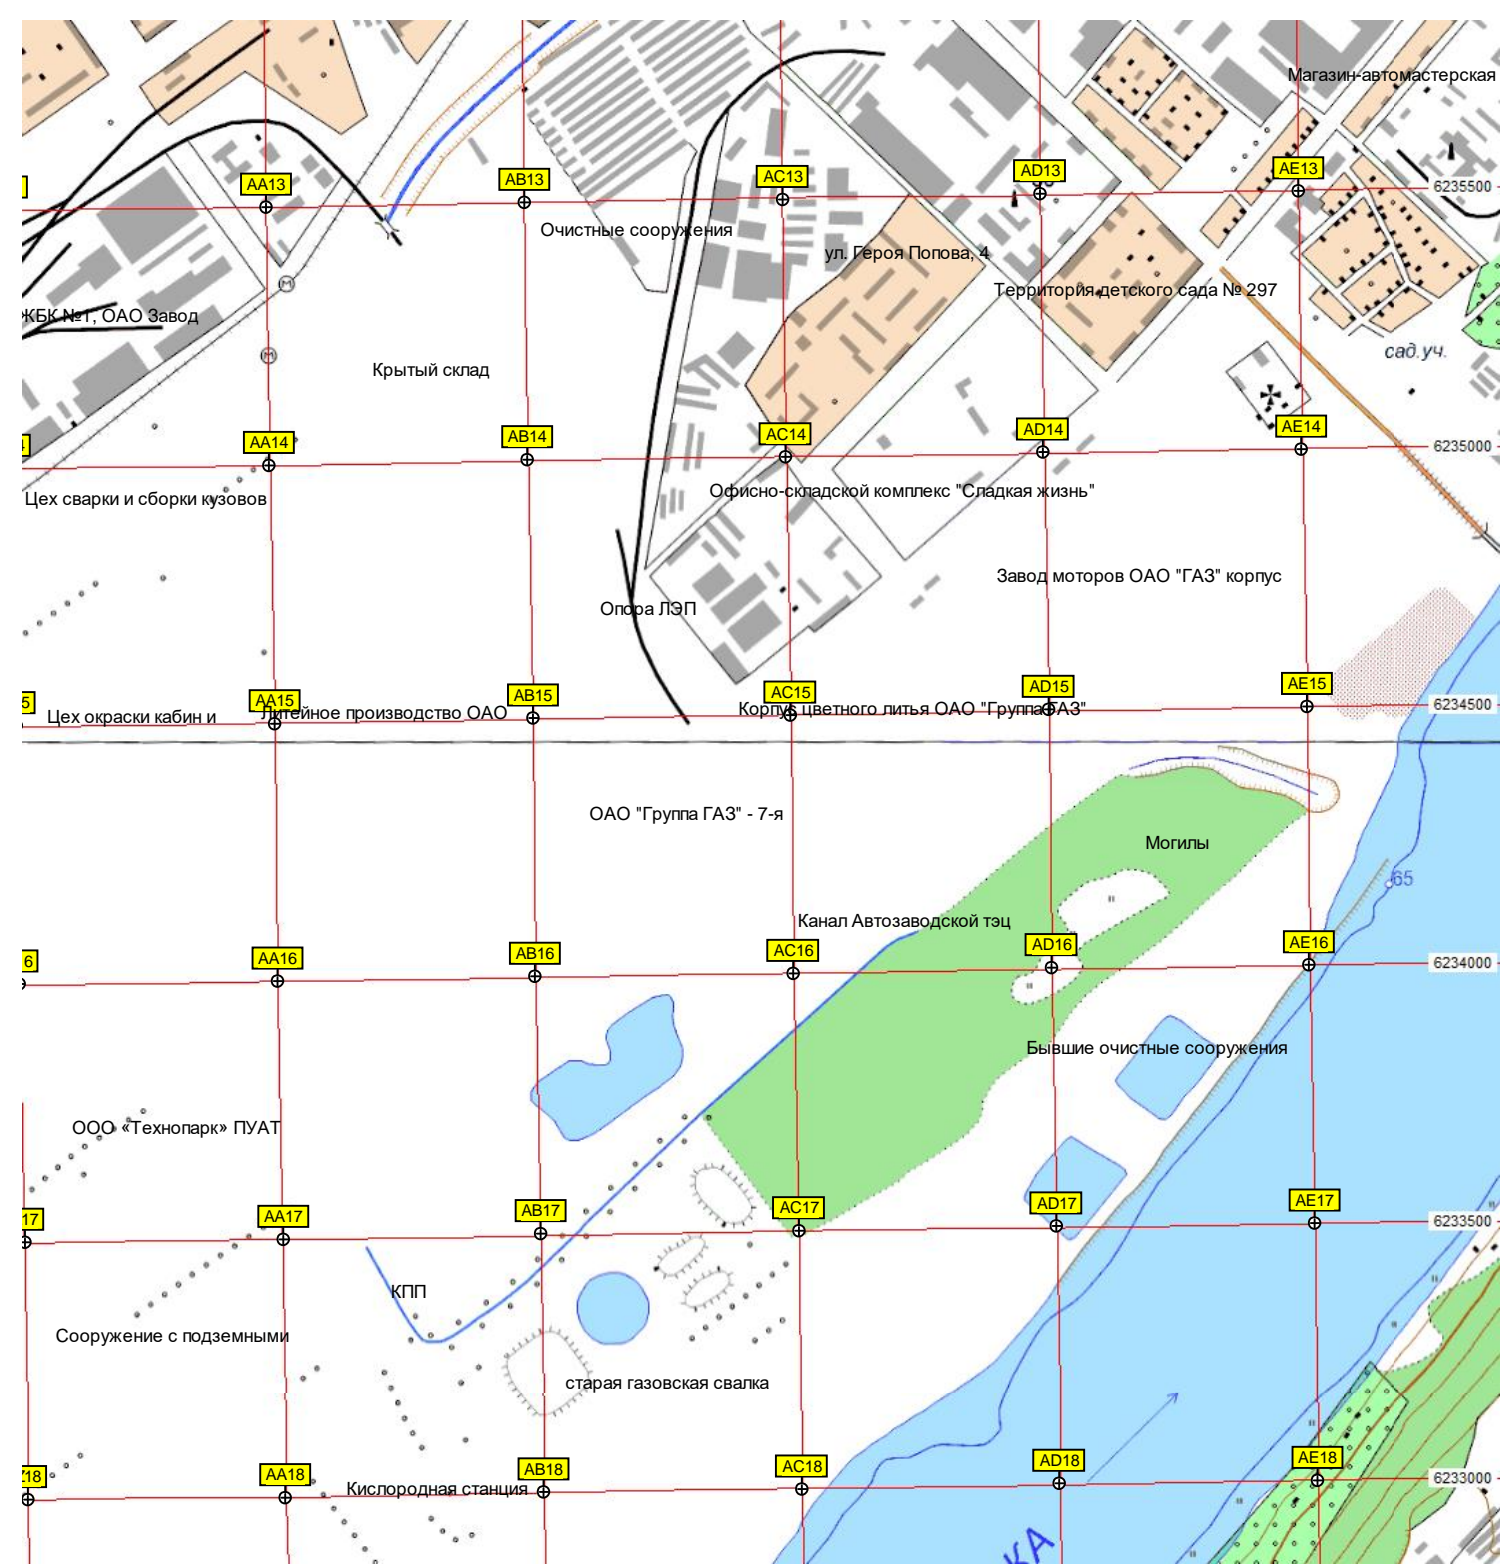 Магазин-автомастерская
AA13
AB13
AC13
AD13
AE13
6235500
Очистные сооружения
ул. Героя Попова, 4
Территория детского сада № 297
ЖБК №1, ОАО Завод
М
М
сад.уч.
Крытый склад
AA14
AB14
AC14
AD14
AE14
6235000
Цех сварки и сборки кузовов
Офисно-складской комплекс "Сладкая жизнь"
Завод моторов ОАО "ГАЗ" корпус
Опора ЛЭП
5
AA15
AB15
AC15
AD15
AE15
6234500
Цех окраски кабин и
Литейное производство ОАО
Корпус цветного литья ОАО "Группа ГАЗ"
ОАО "Группа ГАЗ" - 7-я
Могилы
65
Канал Автозаводской тэц
6
AA16
AB16
AC16
AD16
AE16
6234000
Бывшие очистные сооружения
ООО «Технопарк» ПУАТ
17
AA17
AB17
AC17
AD17
AE17
6233500
КПП
Сооружение с подземными
старая газовская свалка
Z18
AA18
AB18
AC18
AD18
AE18
6233000
Кислородная станция
КА